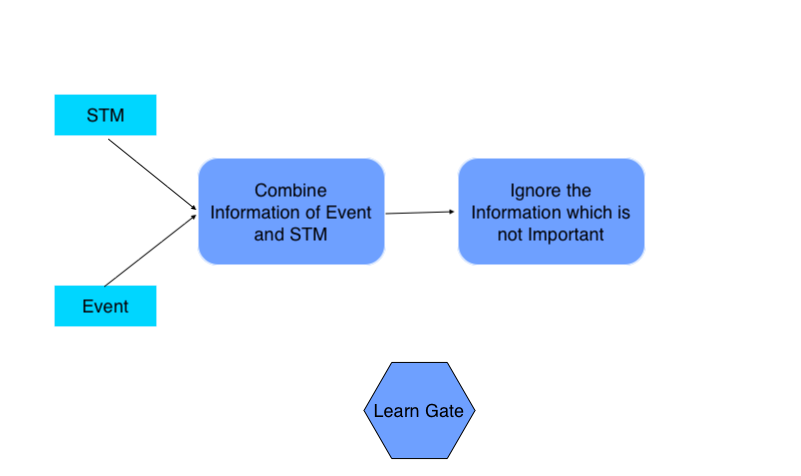 STM
Combine
Information of Event
and STM
Ignore the
Information which is
not Important
Event
Learn Gate